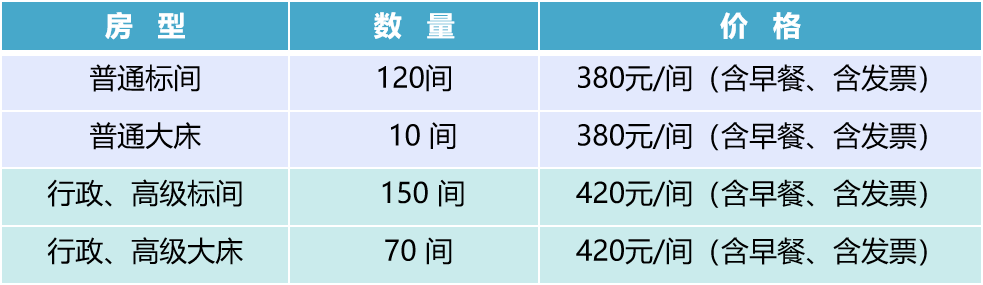 房 型 数 量 价 格
普通标间 120间 380元/间（含早餐、含发票）
普通大床 10 间 380元/间（含早餐、含发票）
行政、高级标间 150 间 420元/间（含早餐、含发票）
行政、高级大床 70 间 420元/间（含早餐、含发票）